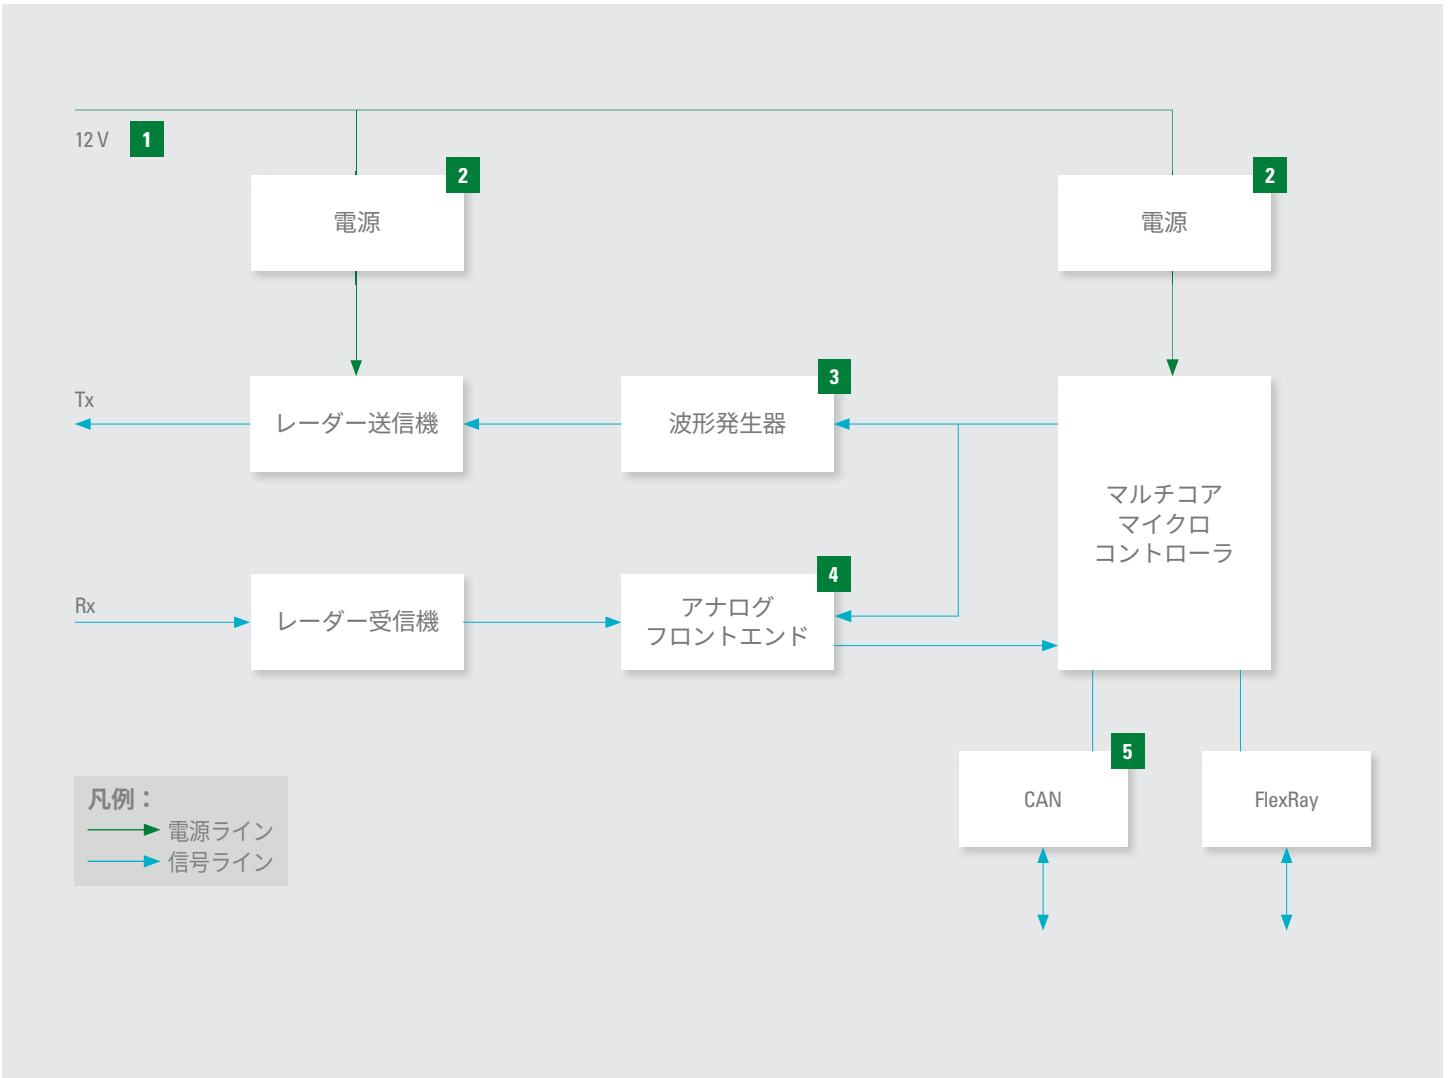 12 V
1
2
電源
2
電源
Tx
レーダー送信機
3
波形発生器
マルチコア
マイクロ
コントローラ
Rx
レーダー受信機
4
アナログ
フロントエンド
5
CAN
FlexRay
凡例：
電源ライン
信号ライン